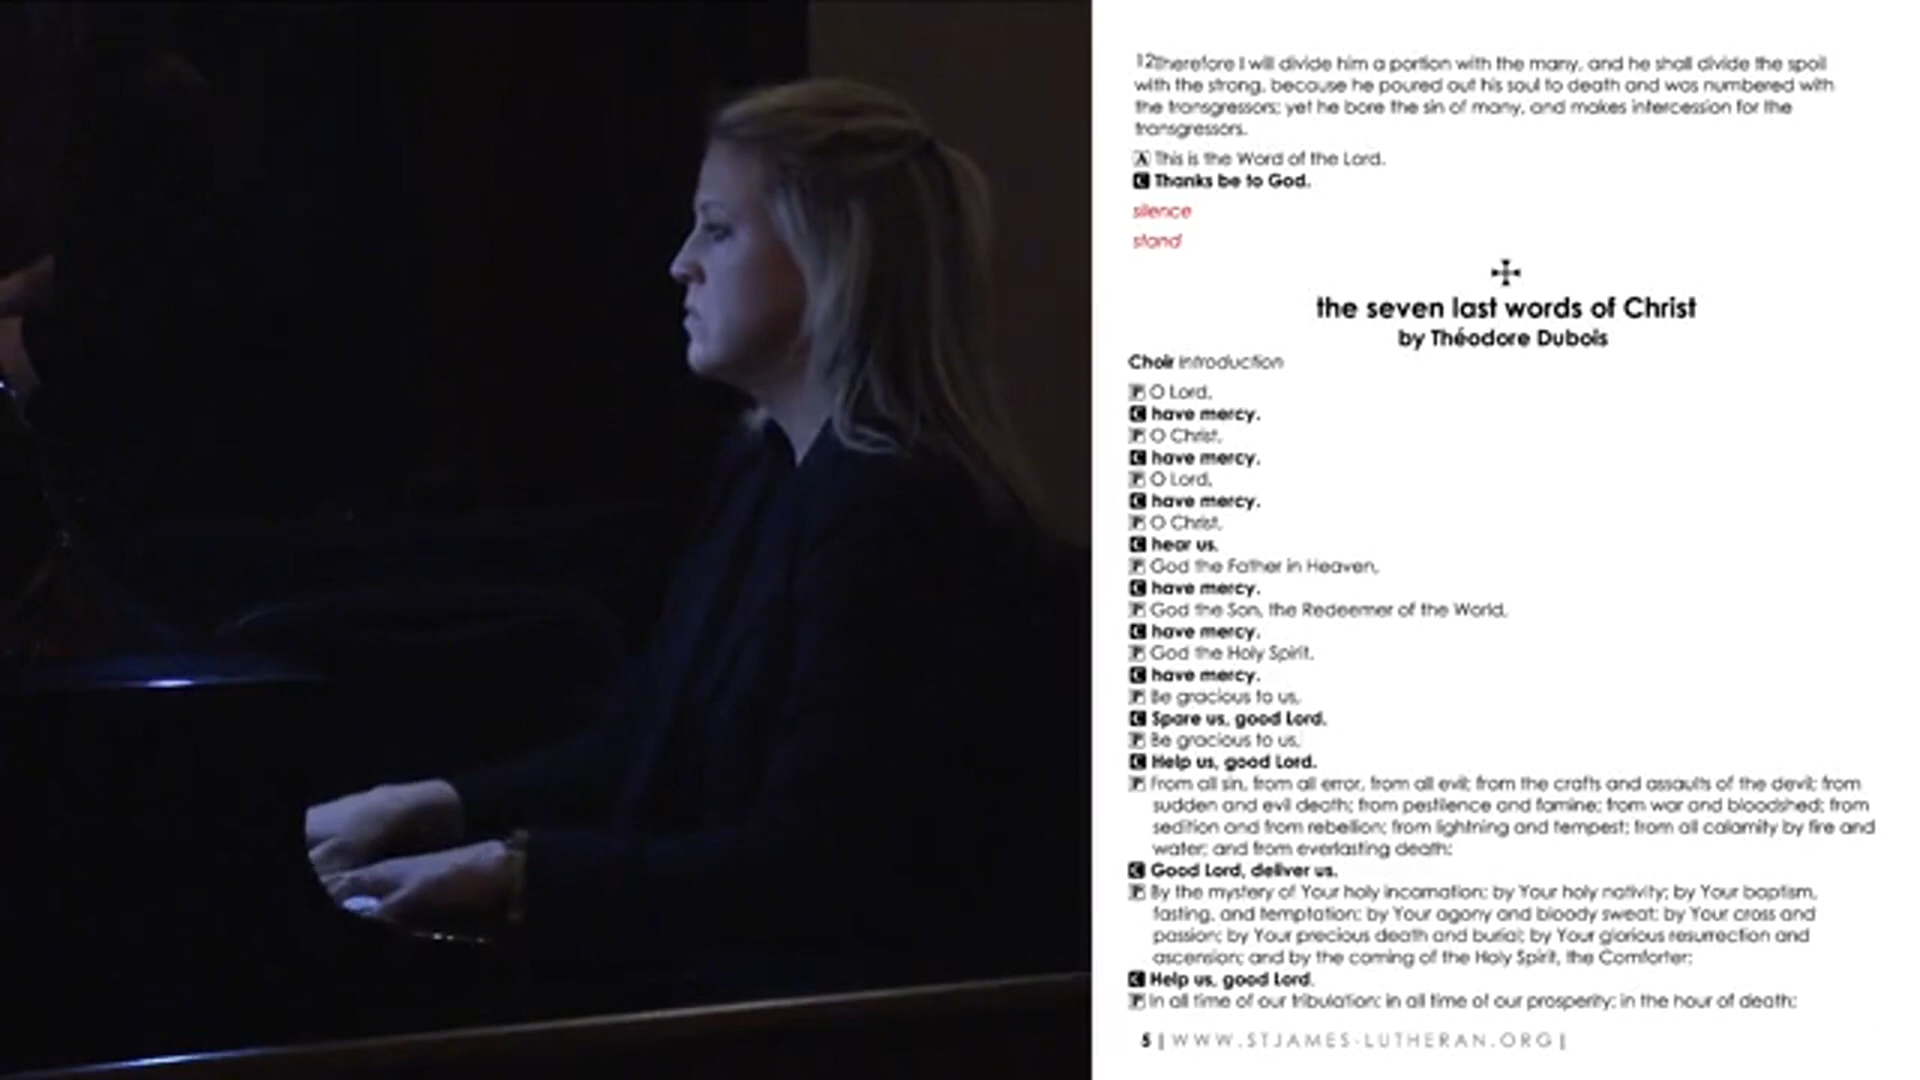 12Therefore I will divide him a portion with the many, and he shall divide the spoil
with the strong, because he poured out his soul to death and was numbered with
the transgressors; yet he bore the sin of many, and makes intercession for the
transgressors.
A This is the Word of the Lord.
C Thanks be to God.
silence
stand
the seven last words of Christ
by Théodore Dubois
Choir Introduction
P O Lord,
C have mercy.
P O Christ,
C have mercy.
P O Lord,
C have mercy.
P O Christ,
C hear us.
P God the Father in Heaven,
C have mercy.
P God the Son, the Redeemer of the World,
C have mercy.
P God the Holy Spirit,
C have mercy.
P Be gracious to us.
C Spare us, good Lord.
P Be gracious to us.
C Help us, good Lord.
P From all sin, from all error, from all evil; from the crafts and assaults of the devil; from
sudden and evil death; from pestilence and famine; from war and bloodshed; from
sedition and from rebellion; from lightning and tempest; from all calamity by fire and
water; and from everlasting death:
C Good Lord, deliver us.
P By the mystery of Your holy incarnation; by Your holy nativity; by Your baptism,
fasting, and temptation; by Your agony and bloody sweat; by Your cross and
passion; by Your precious death and burial; by Your glorious resurrection and
ascension; and by the coming of the Holy Spirit, the Comforter:
C Help us, good Lord.
P In all time of our tribulation; in all time of our prosperity; in the hour of death;
5 | WWW.STJAMES-LUTHERAN.ORG |